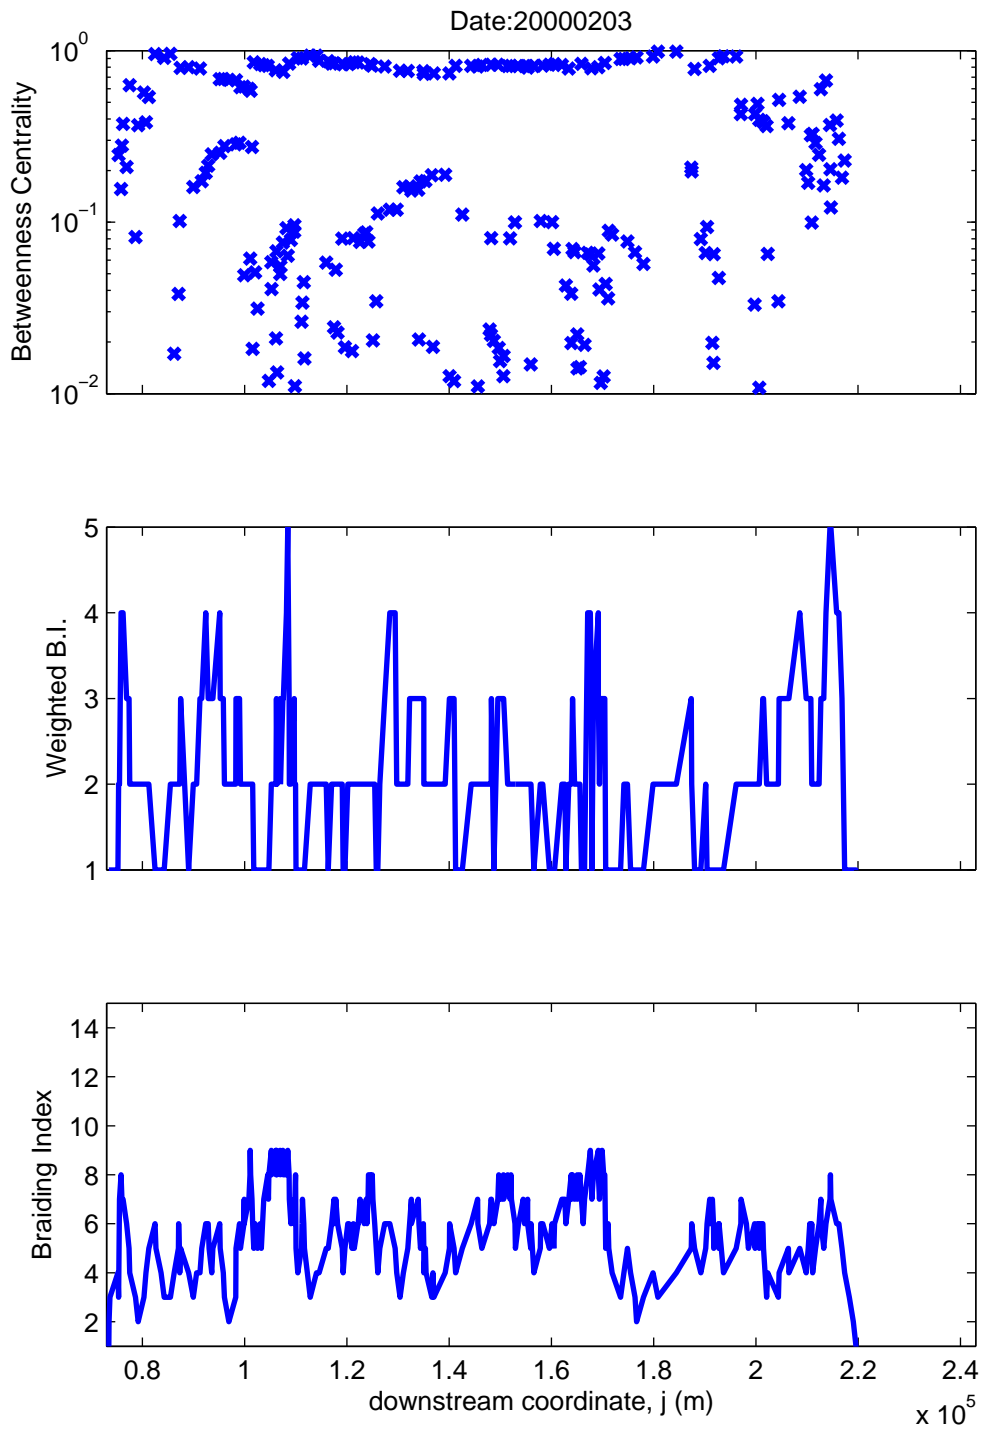 Date:20000203
10^0
10^-1
10^-2
Betweenness Centrality
5
4
3
2
1
Weighted B.I.
14
12
10
8
6
4
2
Braiding Index
0.8 1 1.2 1.4 1.6 1.8 2 2.2 2.4
downstream coordinate, j (m)
x 10^5